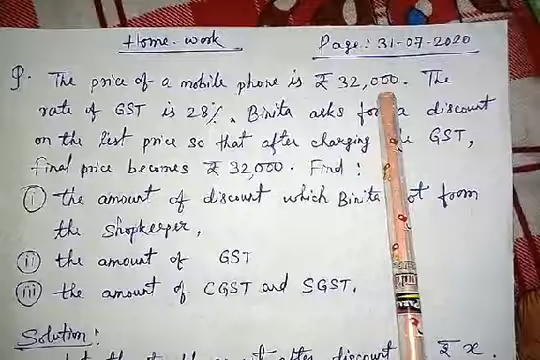 Home-work Page: 31-07-2020
Q. The price of a mobile phone is ₹ 32,000. The
rate of GST is 28%. Binita asks for a discount
on the list price so that after charging GST,
final price becomes ₹ 32,000. Find:
(i) the amount of discount which Binita from
the Shopkeeper,
(ii) the amount of GST
(iii) the amount of CGST and SGST.
Solution:
after discount ₹ x.